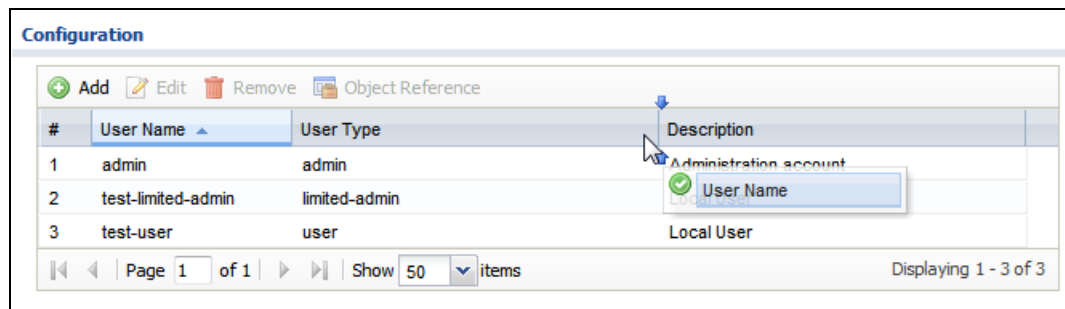 Configuration
Add Edit Remove Object Reference
# User Name User Type Description
1 admin admin Administration account
User Name
2 test-limited-admin limited-admin Local User
3 test-user user Local User
Page 1 of 1 Show 50 items Displaying 1 - 3 of 3